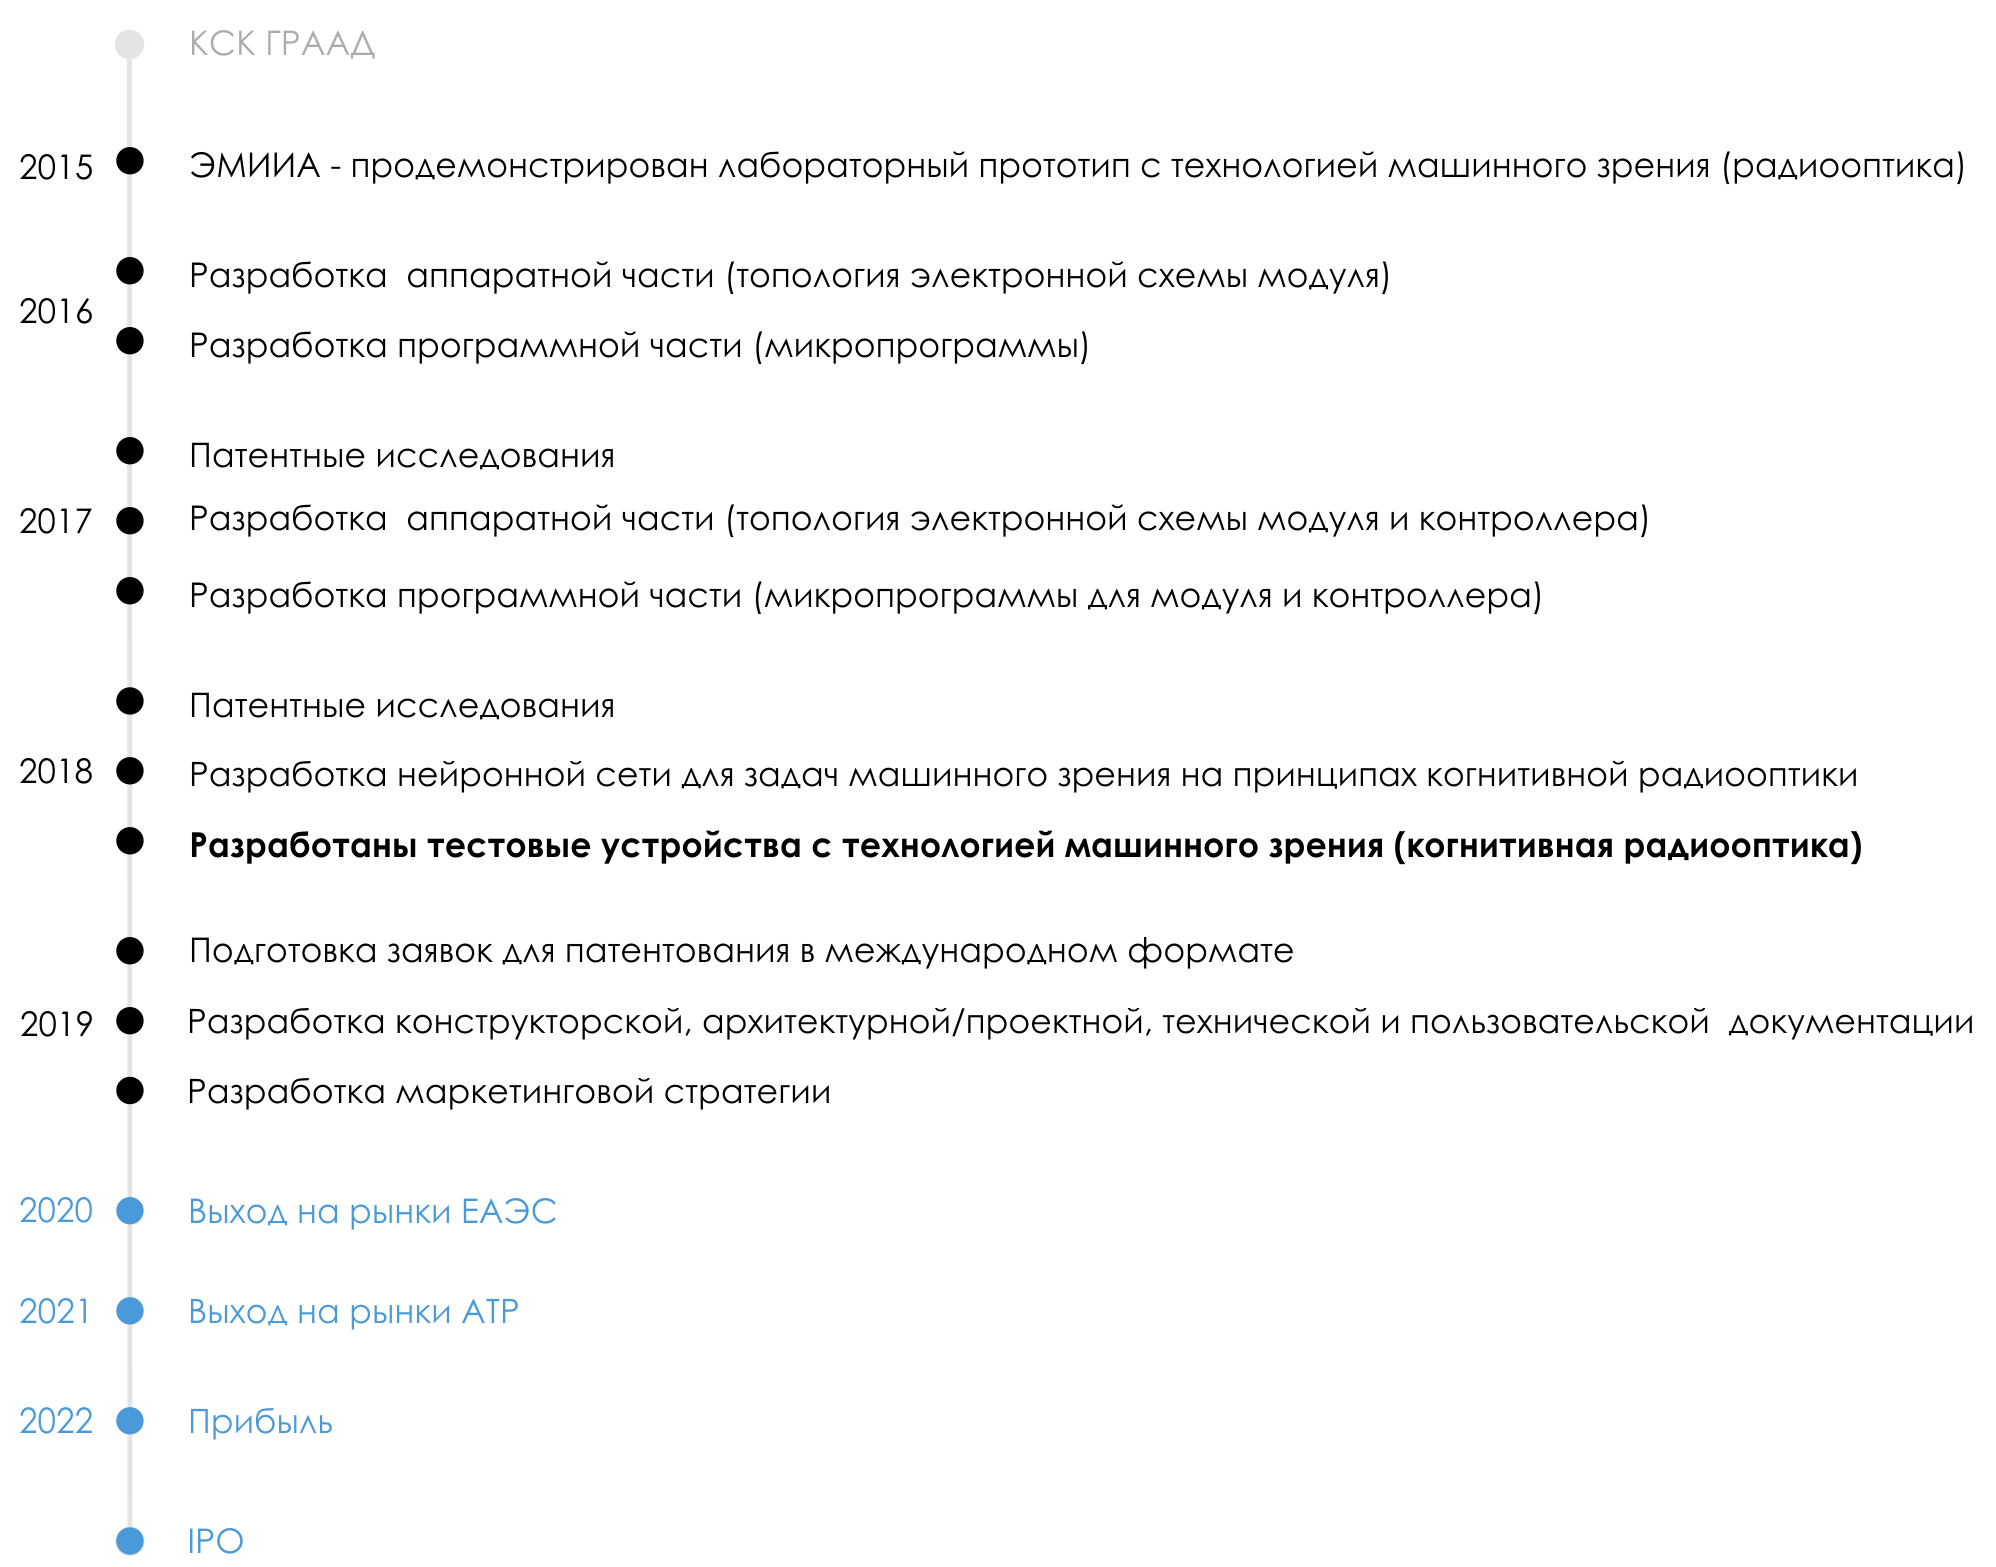 КСК ГРААД
2015
ЭМИИА - продемонстрирован лабораторный прототип с технологией машинного зрения (радиооптика)
Разработка аппаратной части (топология электронной схемы модуля)
2016
Разработка программной части (микропрограммы)
Патентные исследования
2017
Разработка аппаратной части (топология электронной схемы модуля и контроллера)
Разработка программной части (микропрограммы для модуля и контроллера)
Патентные исследования
2018
Разработка нейронной сети для задач машинного зрения на принципах когнитивной радиооптики
Разработаны тестовые устройства с технологией машинного зрения (когнитивная радиооптика)
Подготовка заявок для патентования в международном формате
2019
Разработка конструкторской, архитектурной/проектной, технической и пользовательской документации
Разработка маркетинговой стратегии
2020
Выход на рынки ЕАЭС
2021
Выход на рынки АТР
2022
Прибыль
IPO